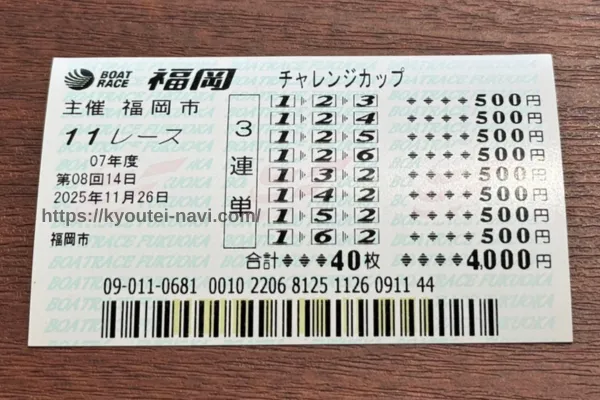 BOAT RACE 福岡 チャレンジカップ
主催 福岡市
11レース
07年度
第08回14日
2025年11月26日
https://kyoutei-navi.com/
福岡市
3連単
1 2 3 500円
1 2 4 500円
1 2 5 500円
1 2 6 500円
1 3 2 500円
1 4 2 500円
1 5 2 500円
1 6 2 500円
合計 40枚 4,000円
09-011-0681 0010 2206 8125 1126 0911 44
BOATRACE FUKUOKA